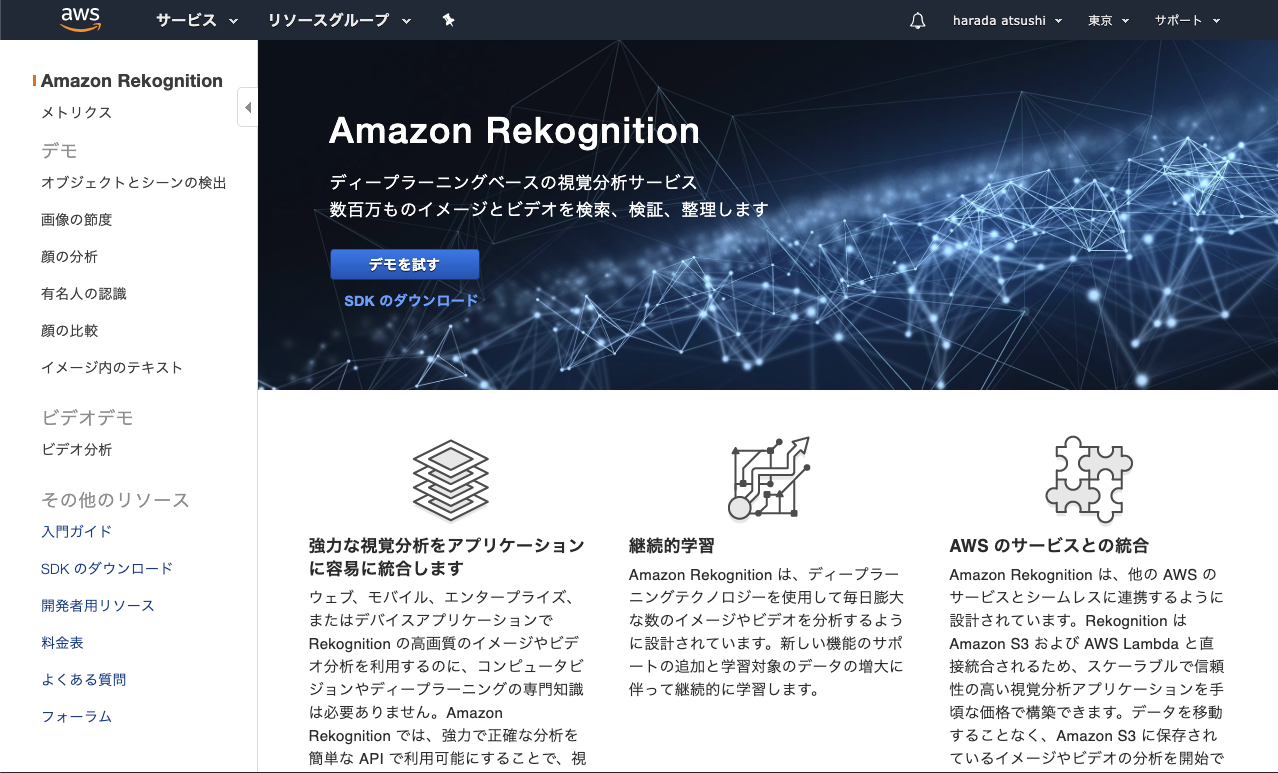 aws サービス リソースグループ harada atsushi 東京 サポート
Amazon Rekognition
メトリクス
デモ
オブジェクトとシーンの検出
画像の節度
顔の分析
有名人の認識
顔の比較
イメージ内のテキスト
ビデオデモ
ビデオ分析
その他のリソース
入門ガイド
SDK のダウンロード
開発者用リソース
料金表
よくある質問
フォーラム
Amazon Rekognition
ディープラーニングベースの視覚分析サービス
数百万ものイメージとビデオを検索、検証、整理します
デモを試す
SDK のダウンロード
強力な視覚分析をアプリケーション
に容易に統合します
ウェブ、モバイル、エンタープライズ、
またはデバイスアプリケーションで
Rekognition の高画質のイメージやビデ
オ分析を利用するのに、コンピュータビ
ジョンやディープラーニングの専門知識
は必要ありません。Amazon
Rekognition では、強力で正確な分析を
簡単な API で利用可能にすることで、視
継続的学習
Amazon Rekognition は、ディープラー
ニングテクノロジーを使用して毎日膨大
な数のイメージやビデオを分析するよう
に設計されています。新しい機能のサポ
ートの追加と学習対象のデータの増大に
伴って継続的に学習します。
AWS のサービスとの統合
Amazon Rekognition は、他の AWS の
サービスとシームレスに連携するように
設計されています。Rekognition は
Amazon S3 および AWS Lambda と直
接統合されるため、スケーラブルで信頼
性の高い視覚分析アプリケーションを手
頃な価格で構築できます。データを移動
することなく、Amazon S3 に保存され
ているイメージやビデオの分析を開始で